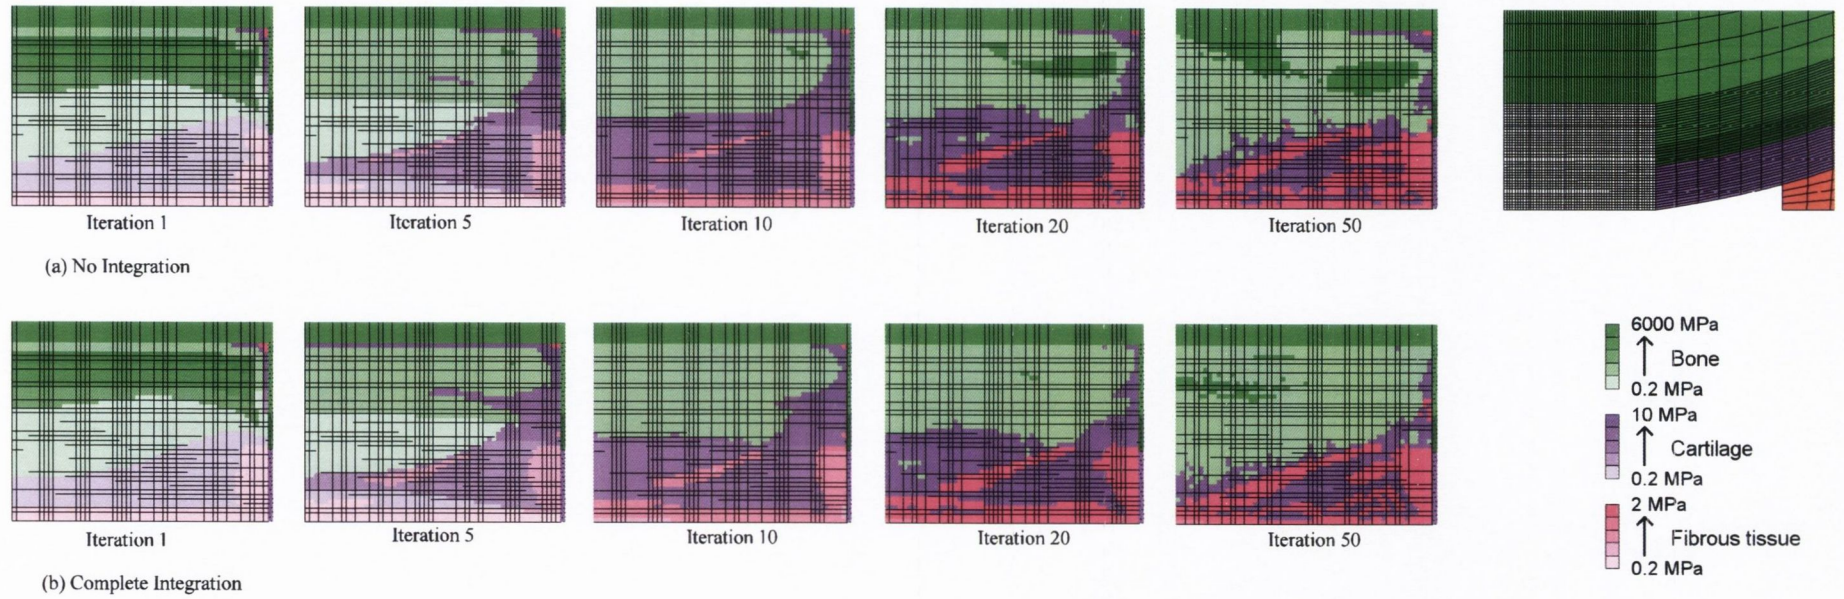 Iteration 1
Iteration 5
Iteration 10
Iteration 20
Iteration 50
(a) No Integration
6000 MPa
Bone
0.2 MPa
10 MPa
Cartilage
0.2 MPa
2 MPa
Fibrous tissue
0.2 MPa
Iteration 1
Iteration 5
Iteration 10
Iteration 20
Iteration 50
(b) Complete Integration